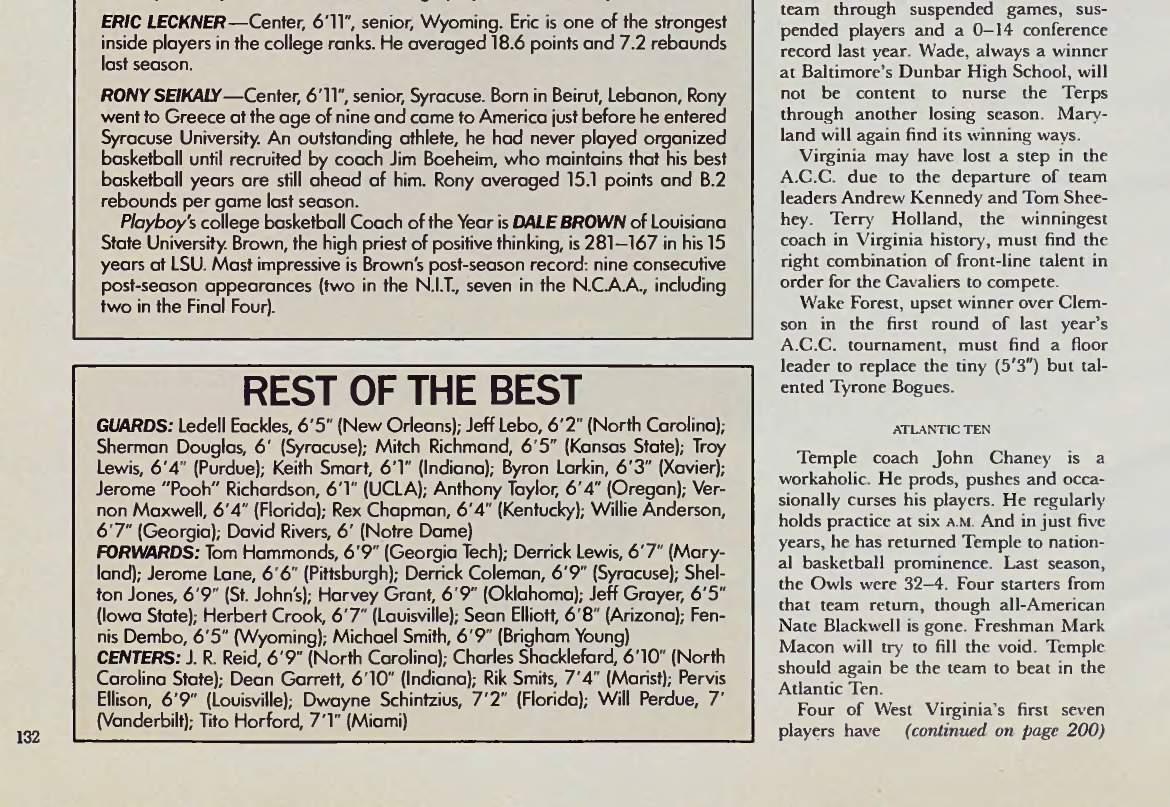 ERIC LECKNER—Center, 6'11", senior, Wyoming. Eric is one of the strongest
inside players in the college ranks. He averaged 18.6 points and 7.2 rebounds
last season.
RONY SEIKALY—Center, 6'11", senior, Syracuse. Born in Beirut, Lebanon, Rony
went to Greece at the age of nine and came to America just before he entered
Syracuse University. An outstanding athlete, he had never played organized
basketball until recruited by coach Jim Boeheim, who maintains that his best
basketball years are still ahead of him. Rony averaged 15.1 points and 8.2
rebounds per game last season.
Playboy's college basketball Coach of the Year is DALE BROWN of Louisiana
State University. Brown, the high priest of positive thinking, is 281–167 in his 15
years at LSU. Most impressive is Brown's post-season record: nine consecutive
post-season appearances (two in the N.I.T., seven in the N.C.A.A., including
two in the Final Four).
REST OF THE BEST
GUARDS: Ledell Eackles, 6'5" (New Orleans); Jeff Lebo, 6'2" (North Carolina);
Sherman Douglas, 6' (Syracuse); Mitch Richmond, 6'5" (Kansas State); Troy
Lewis, 6'4" (Purdue); Keith Smart, 6'1" (Indiana); Byron Larkin, 6'3" (Xavier);
Jerome "Pooh" Richardson, 6'1" (UCLA); Anthony Taylor, 6'4" (Oregon); Ver-
non Maxwell, 6'4" (Florida); Rex Chapman, 6'4" (Kentucky); Willie Anderson,
6'7" (Georgia); David Rivers, 6' (Notre Dame)
FORWARDS: Tom Hammonds, 6'9" (Georgia Tech); Derrick Lewis, 6'7" (Mary-
land); Jerome Lane, 6'6" (Pittsburgh); Derrick Coleman, 6'9" (Syracuse); Shel-
ton Jones, 6'9" (St. John's); Harvey Grant, 6'9" (Oklahoma); Jeff Grayer, 6'5"
(Iowa State); Herbert Crook, 6'7" (Louisville); Sean Elliott, 6'8" (Arizona); Fen-
nis Dembo, 6'5" (Wyoming); Michael Smith, 6'9" (Brigham Young)
CENTERS: J. R. Reid, 6'9" (North Carolina); Charles Shackleford, 6'10" (North
Carolina State); Dean Garrett, 6'10" (Indiana); Rik Smits, 7'4" (Marist); Pervis
Ellison, 6'9" (Louisville); Dwayne Schintzius, 7'2" (Florida); Will Perdue, 7'
(Vanderbilt); Tito Horford, 7'1" (Miami)
132
team through suspended games, sus-
pended players and a 0–14 conference
record last year. Wade, always a winner
at Baltimore's Dunbar High School, will
not be content to nurse the Terps
through another losing season. Mary-
land will again find its winning ways.
Virginia may have lost a step in the
A.C.C. due to the departure of team
leaders Andrew Kennedy and Tom Shee-
hey. Terry Holland, the winningest
coach in Virginia history, must find the
right combination of front-line talent in
order for the Cavaliers to compete.
Wake Forest, upset winner over Clem-
son in the first round of last year's
A.C.C. tournament, must find a floor
leader to replace the tiny (5'3") but tal-
ented Tyrone Bogues.
ATLANTIC TEN
Temple coach John Chaney is a
workaholic. He prods, pushes and occa-
sionally curses his players. He regularly
holds practice at six A.M. And in just five
years, he has returned Temple to nation-
al basketball prominence. Last season,
the Owls were 32–4. Four starters from
that team return, though all-American
Nate Blackwell is gone. Freshman Mark
Macon will try to fill the void. Temple
should again be the team to beat in the
Atlantic Ten.
Four of West Virginia's first seven
players have (continued on page 200)